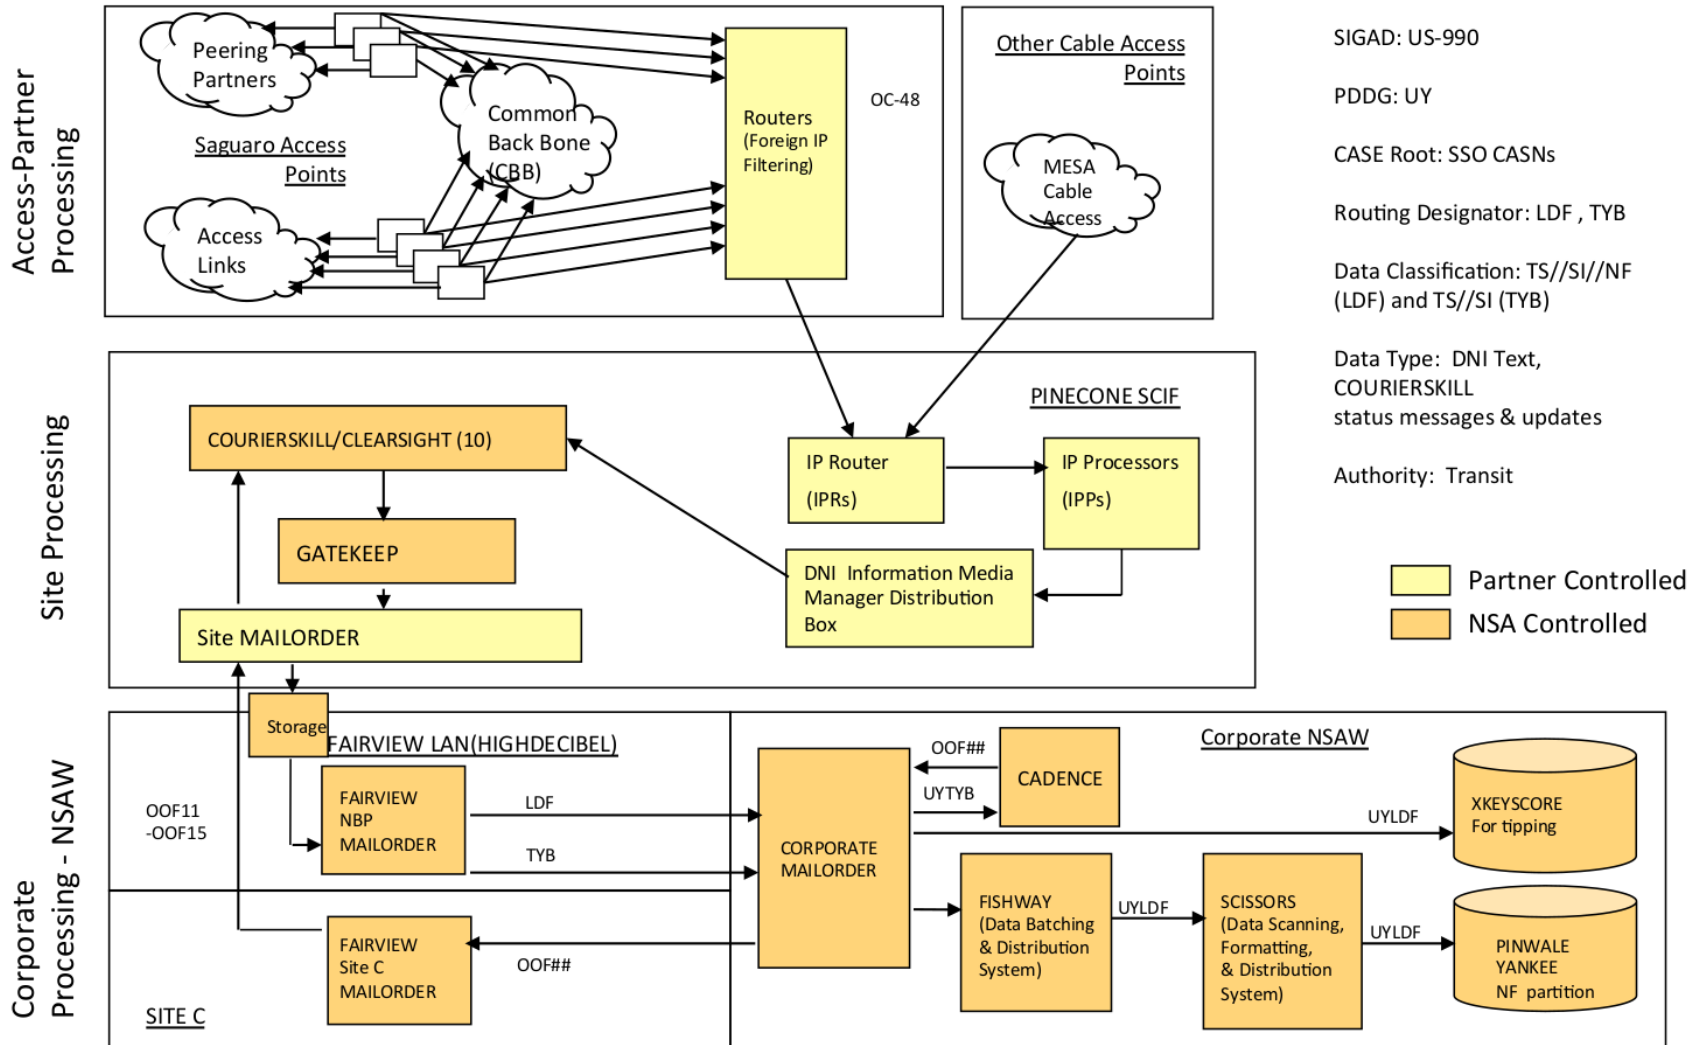 Access-Partner
Processing
Peering
Partners
Saguaro Access
Points
Access
Links
Common
Back Bone
(CBB)
Routers
(Foreign IP
Filtering)
OC-48
Other Cable Access
Points
MESA
Cable
Access
SIGAD: US-990
PDDG: UY
CASE Root: SSO CASNs
Routing Designator: LDF , TYB
Data Classification: TS//SI//NF
(LDF) and TS//SI (TYB)
Data Type: DNI Text,
COURIERSKILL
status messages & updates
Authority: Transit
Partner Controlled
NSA Controlled
Site Processing
PINECONE SCIF
COURIERSKILL/CLEARSIGHT (10)
GATEKEEP
Site MAILORDER
IP Router
(IPRs)
IP Processors
(IPPs)
DNI Information Media
Manager Distribution
Box
Corporate
Processing - NSAW
Storage
FAIRVIEW LAN(HIGHDECIBEL)
OOF11
-OOF15
FAIRVIEW
NBP
MAILORDER
LDF
TYB
SITE C
FAIRVIEW
Site C
MAILORDER
OOF##
Corporate NSAW
CORPORATE
MAILORDER
OOF##
UYTYB
CADENCE
UYLDF
XKEYSCORE
For tipping
FISHWAY
(Data Batching
& Distribution
System)
UYLDF
SCISSORS
(Data Scanning,
Formatting,
& Distribution
System)
UYLDF
PINWALE
YANKEE
NF partition